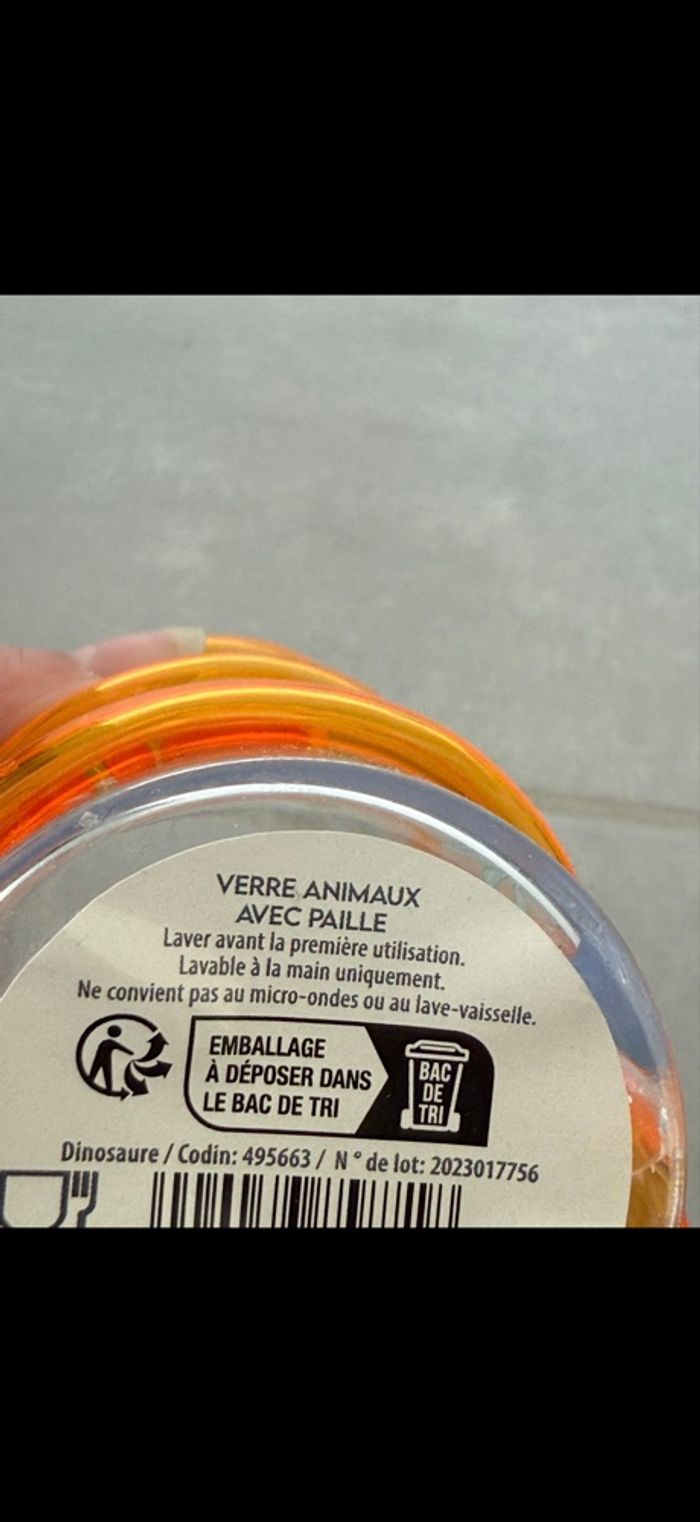 VERRE ANIMAUX
AVEC PAILLE
Laver avant la première utilisation.
Lavable à la main uniquement.
Ne convient pas au micro-ondes ou au lave-vaisselle.
EMBALLAGE
À DÉPOSER DANS
LE BAC DE TRI
BAC
DE
TRI
Dinosaure / Codin: 495663 / N° de lot: 2023017756